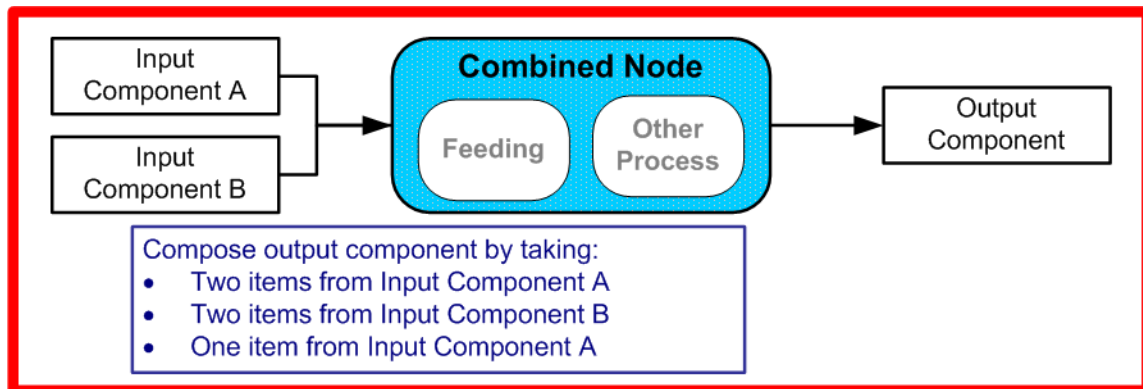 Input
Component A
Input
Component B
Combined Node
Feeding
Other
Process
Output
Component
Compose output component by taking:
• Two items from Input Component A
• Two items from Input Component B
• One item from Input Component A